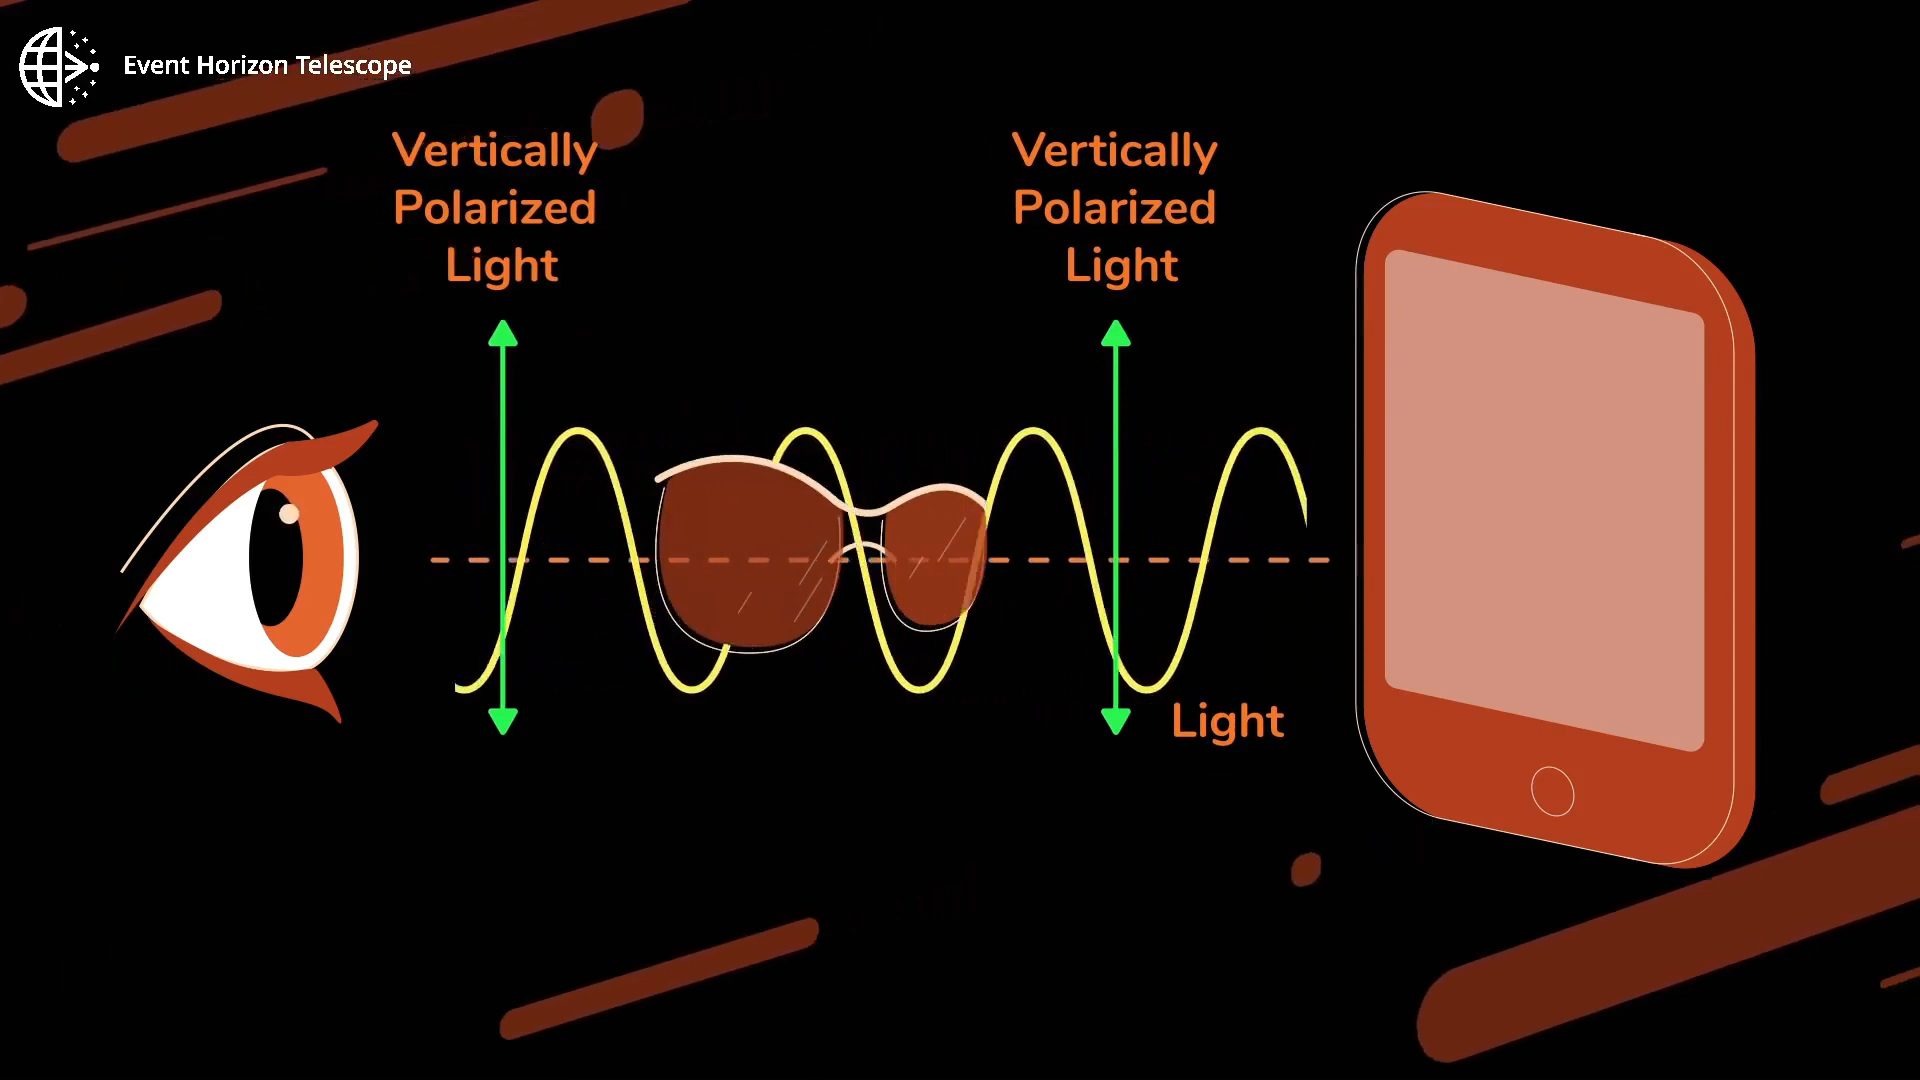 Event Horizon Telescope
Vertically
Polarized
Light
Vertically
Polarized
Light
Light